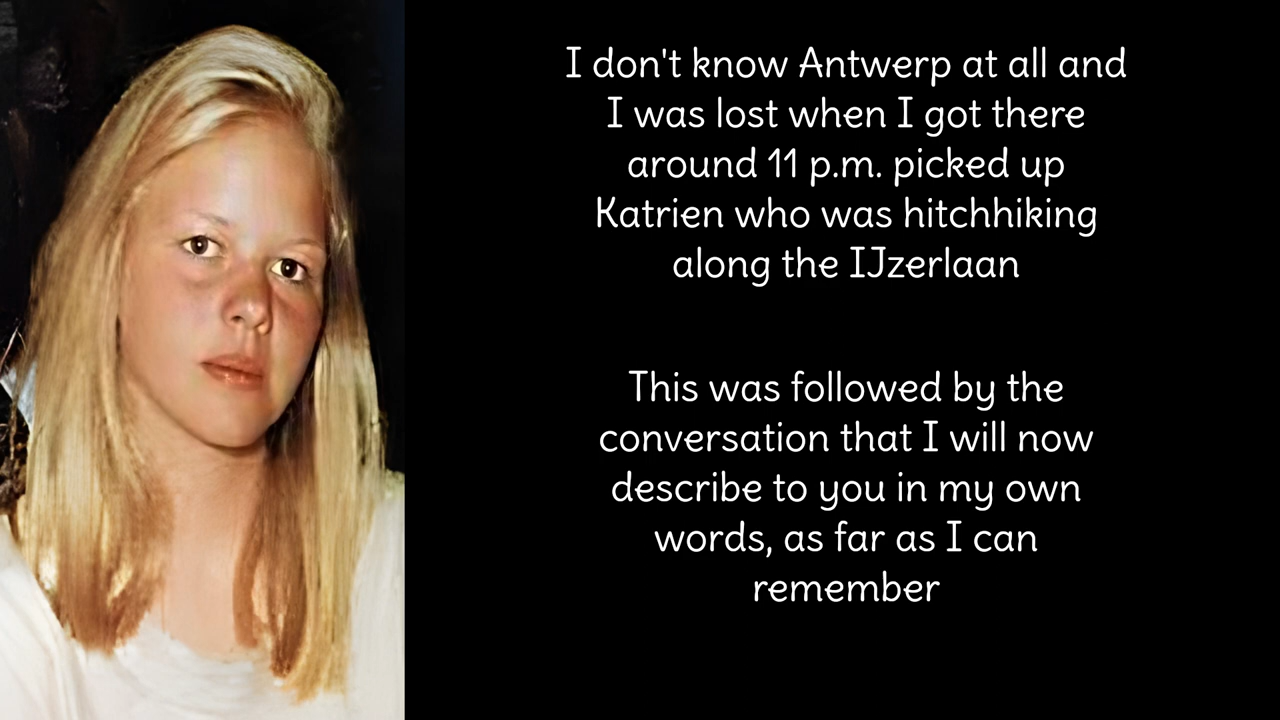 I don't know Antwerp at all and
I was lost when I got there
around 11 p.m. picked up
Katrien who was hitchhiking
along the IJzerlaan
This was followed by the
conversation that I will now
describe to you in my own
words, as far as I can
remember